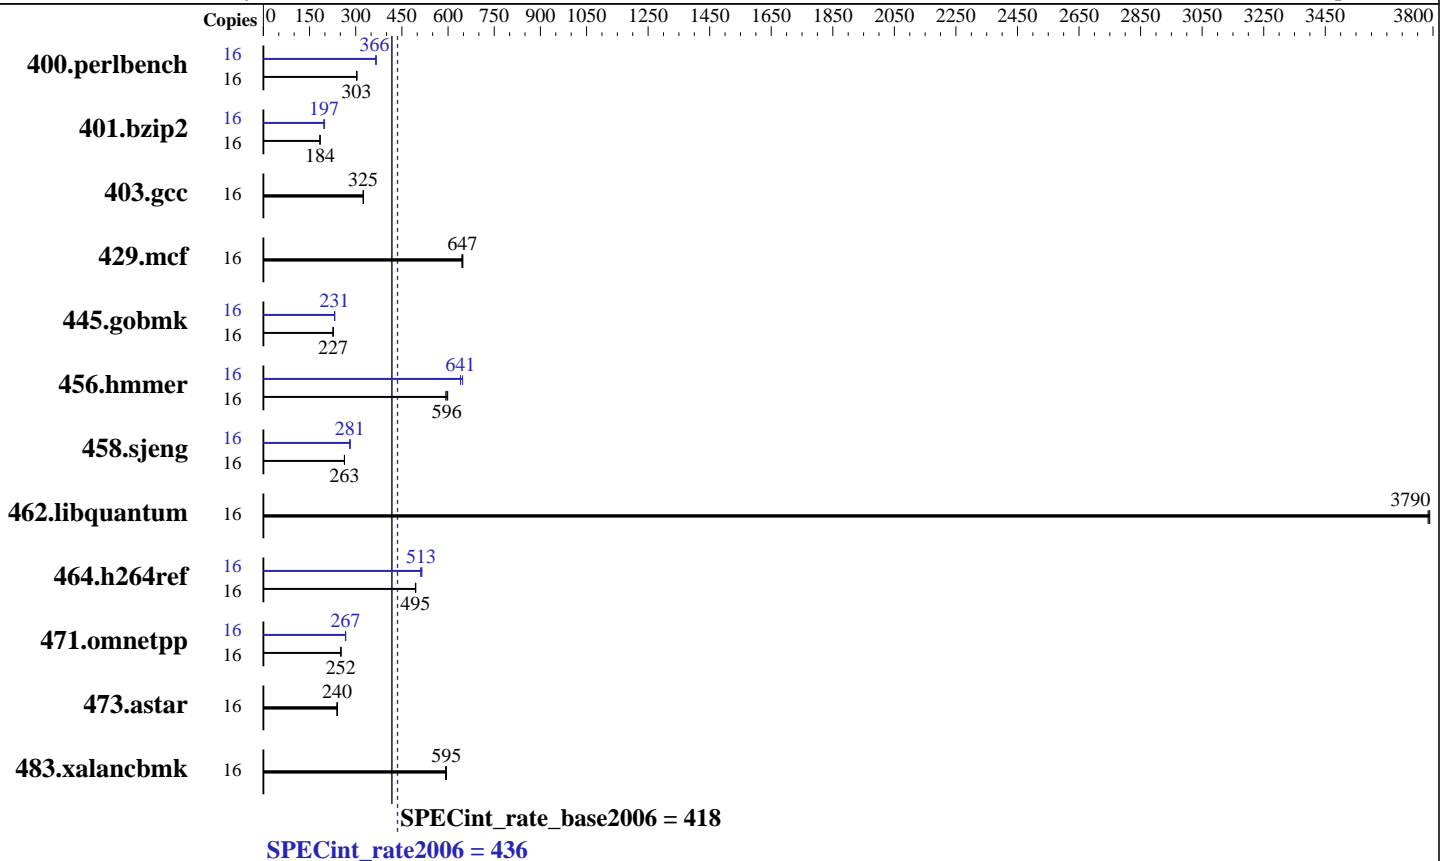 Copies 0 150 300 450 600 750 900 1050 1250 1450 1650 1850 2050 2250 2450 2650 2850 3050 3250 3450 3800
400.perlbench 16 366
16 303
401.bzip2 16 197
16 184
403.gcc 16 325
429.mcf 16 647
445.gobmk 16 231
16 227
456.hmmer 16 641
16 596
458.sjeng 16 281
16 263
462.libquantum 16 3790
464.h264ref 16 513
16 495
471.omnetpp 16 267
16 252
473.astar 16 240
483.xalancbmk 16 595
SPECint_rate_base2006 = 418
SPECint_rate2006 = 436